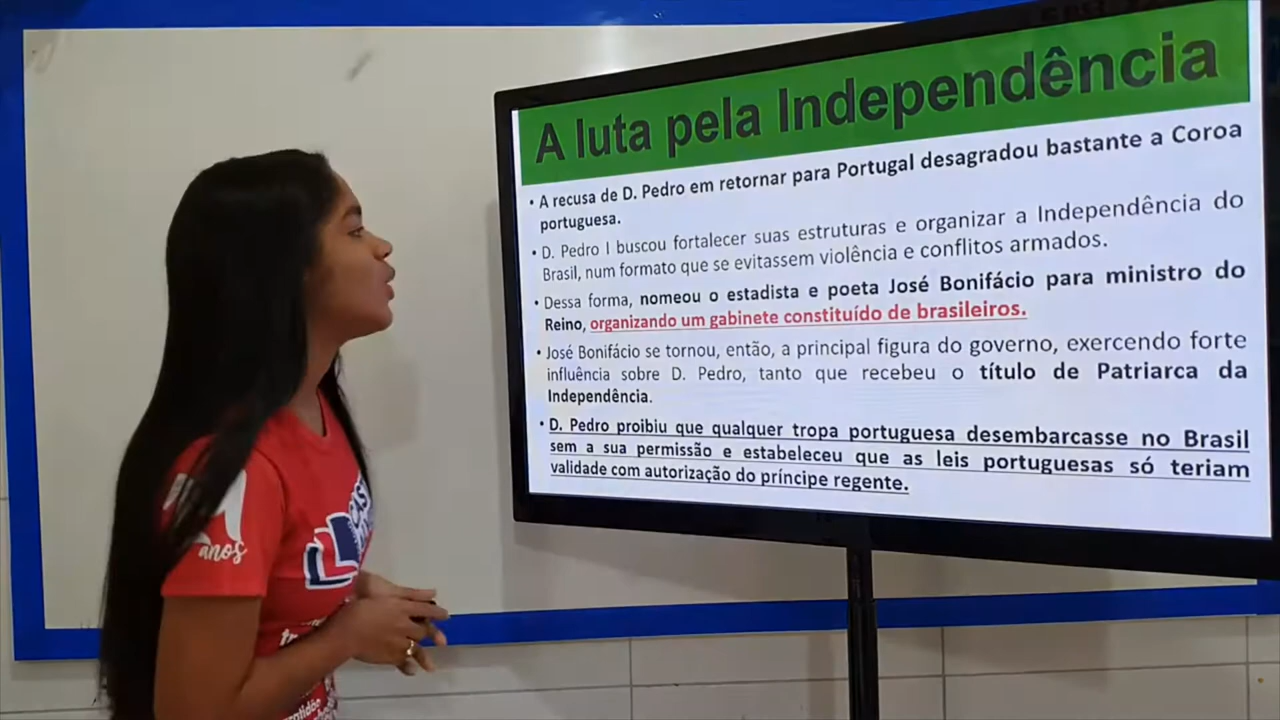 A luta pela Independência
• A recusa de D. Pedro em retornar para Portugal desagradou bastante a Coroa
portuguesa.
• D. Pedro I buscou fortalecer suas estruturas e organizar a Independência do
Brasil, num formato que se evitassem violência e conflitos armados.
• Dessa forma, nomeou o estadista e poeta José Bonifácio para ministro do
Reino, organizando um gabinete constituído de brasileiros.
• José Bonifácio se tornou, então, a principal figura do governo, exercendo forte
influência sobre D. Pedro, tanto que recebeu o título de Patriarca da
Independência.
• D. Pedro proibiu que qualquer tropa portuguesa desembarcasse no Brasil
sem a sua permissão e estabeleceu que as leis portuguesas só teriam
validade com autorização do príncipe regente.
anos